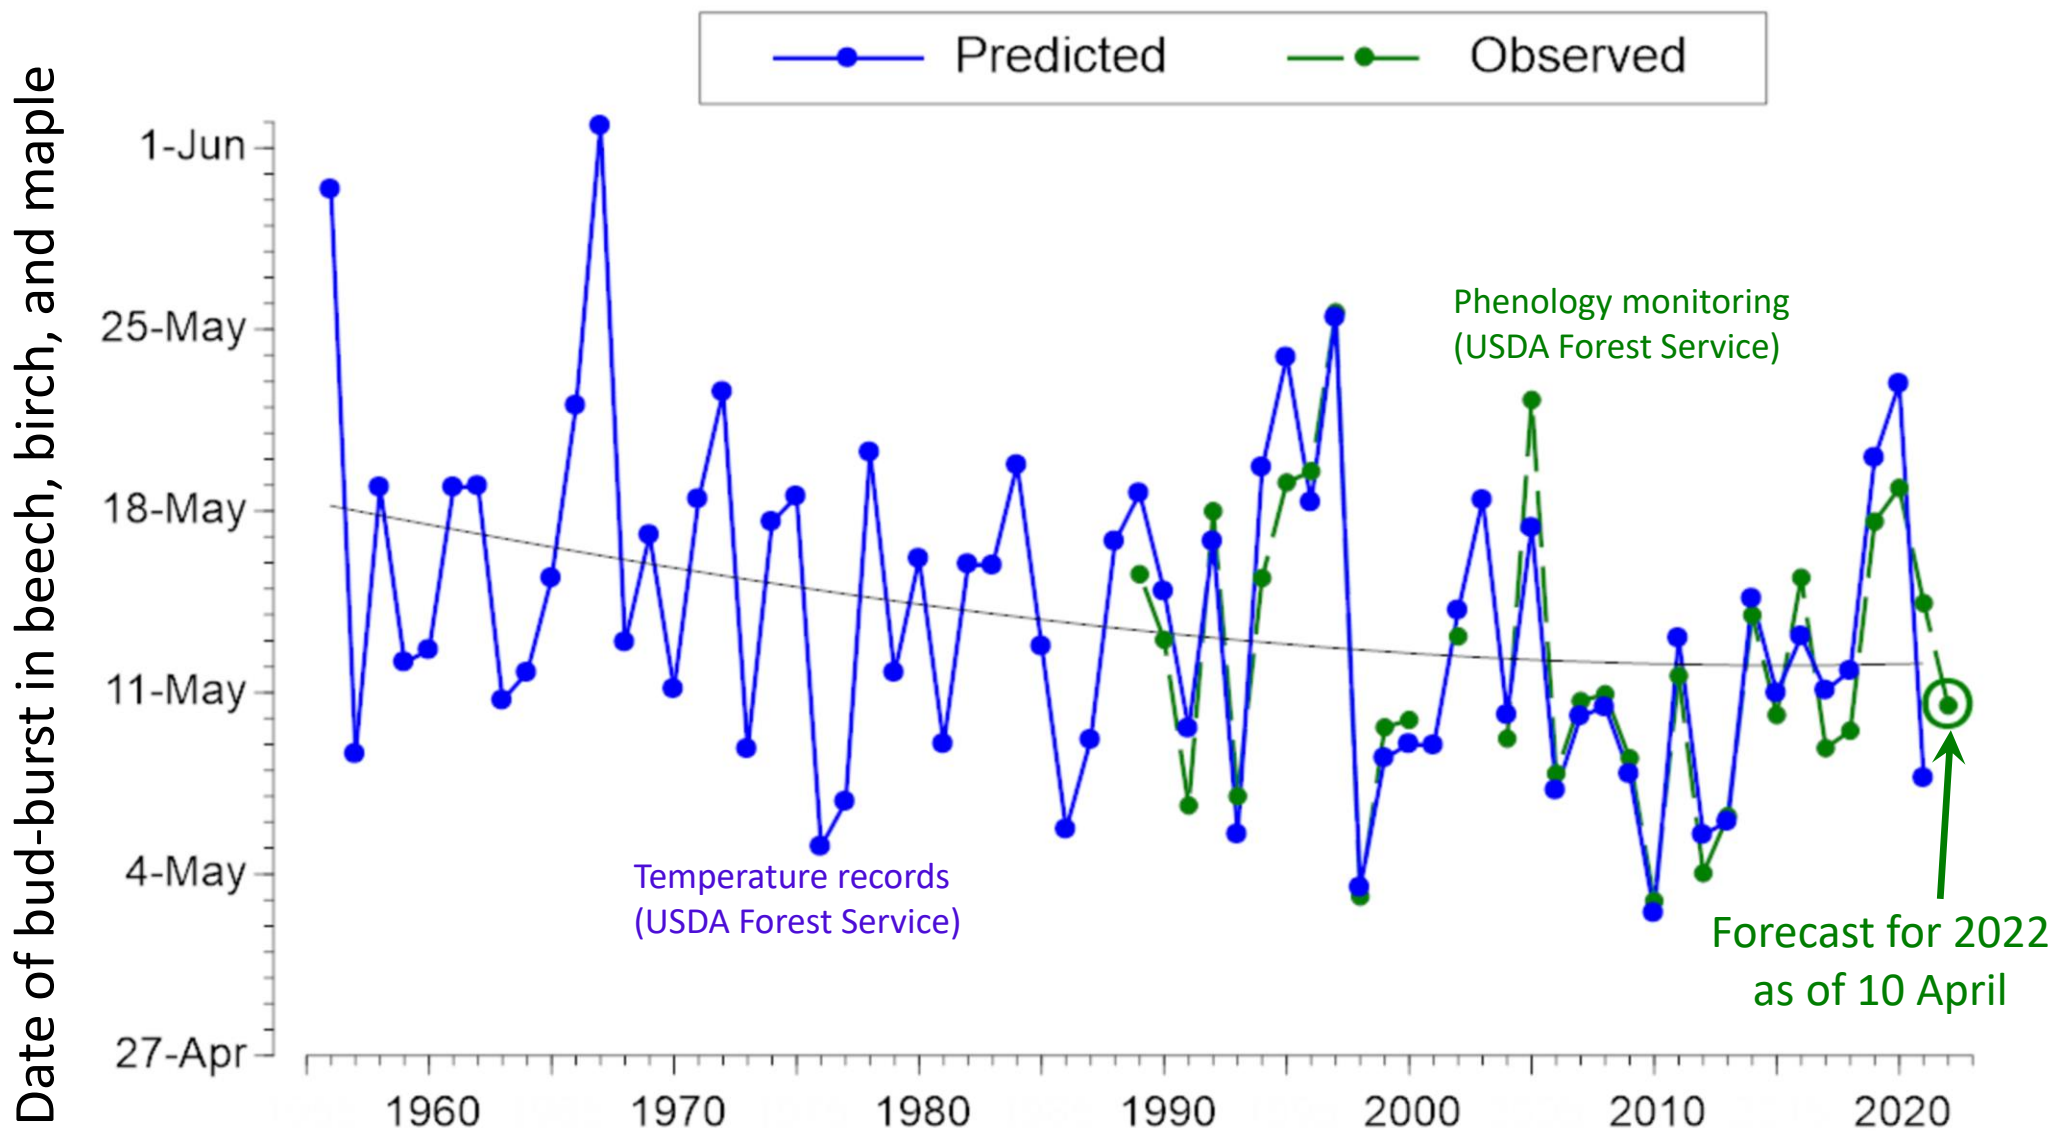 Predicted
Observed
Date of bud-burst in beech, birch, and maple
1-Jun
25-May
18-May
11-May
4-May
27-Apr
Phenology monitoring
(USDA Forest Service)
Temperature records
(USDA Forest Service)
Forecast for 2022
as of 10 April
1960
1970
1980
1990
2000
2010
2020